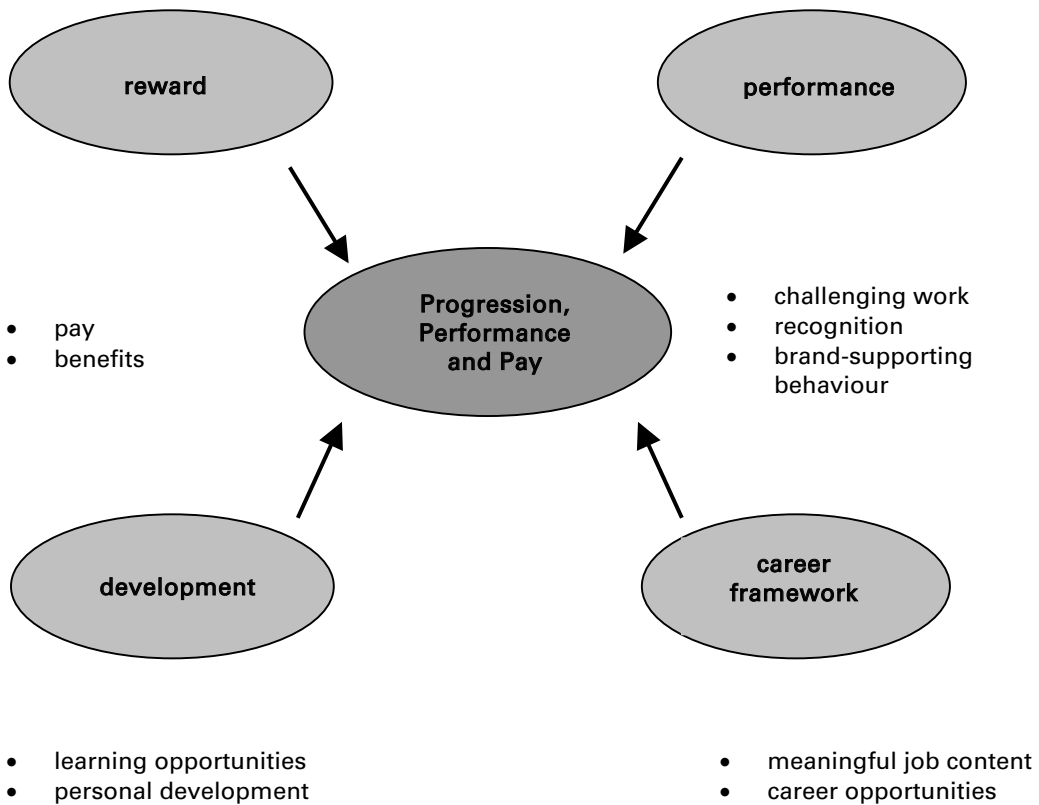 reward
performance
Progression,
Performance
and Pay
• pay
• benefits
• challenging work
• recognition
• brand-supporting
behaviour
development
career
framework
• learning opportunities
• personal development
• meaningful job content
• career opportunities